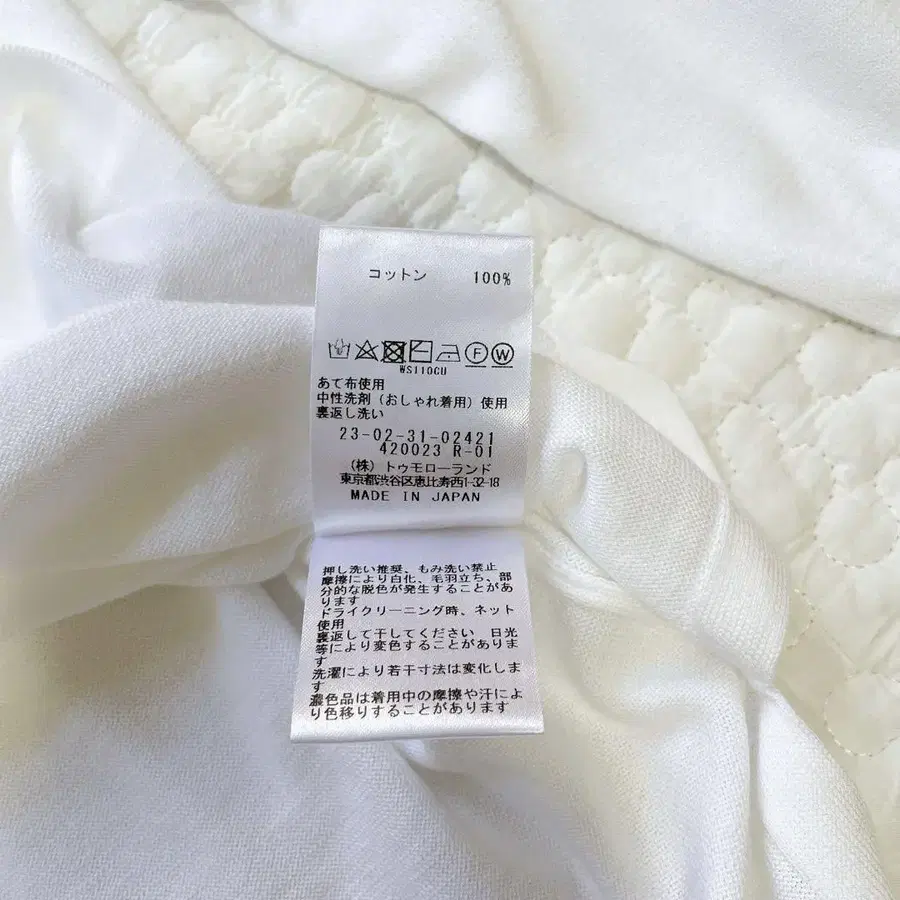 コットン 100%
F W
WS110CU
あて布使用
中性洗剤（おしゃれ着用）使用
裏返し洗い
23-02-31-02421
420023 R-01
（株）トゥモローランド
東京都渋谷区恵比寿西1-32-18
MADE IN JAPAN
押し洗い推奨、もみ洗い禁止
摩擦により白化、毛羽立ち、部
分的な脱色が発生することがあ
ります
ドライクリーニング時、ネット
使用
裏返して干してください 日光
等により変色することがありま
す
洗濯により若干寸法は変化しま
す
濃色品は着用中の摩擦や汗によ
り色移りすることがあります